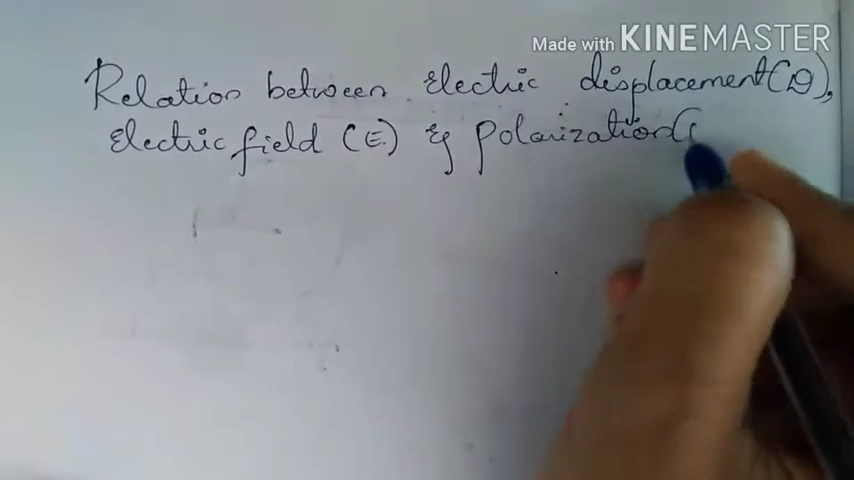 Made with KINEMASTER
Relation between electric displacement (D),
electric field (E) & Polarization (